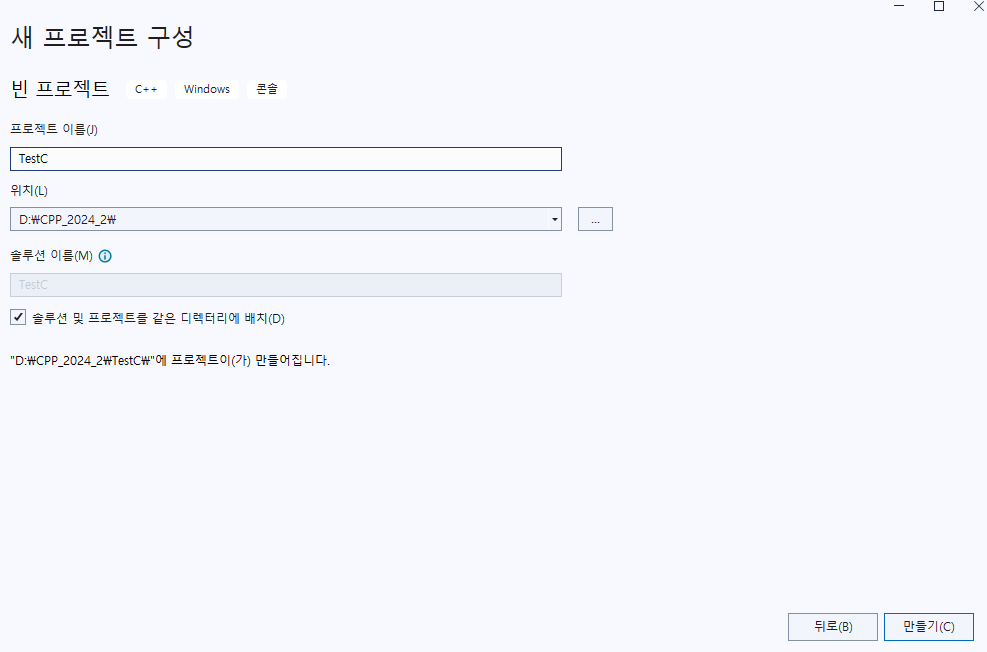 새 프로젝트 구성
빈 프로젝트 C++ Windows 콘솔
프로젝트 이름(J)
TestC
위치(L)
D:₩CPP_2024_2₩ ...
솔루션 이름(M)
TestC
솔루션 및 프로젝트를 같은 디렉터리에 배치(D)
"D:₩CPP_2024_2₩TestC₩"에 프로젝트이(가) 만들어집니다.
뒤로(B) 만들기(C)